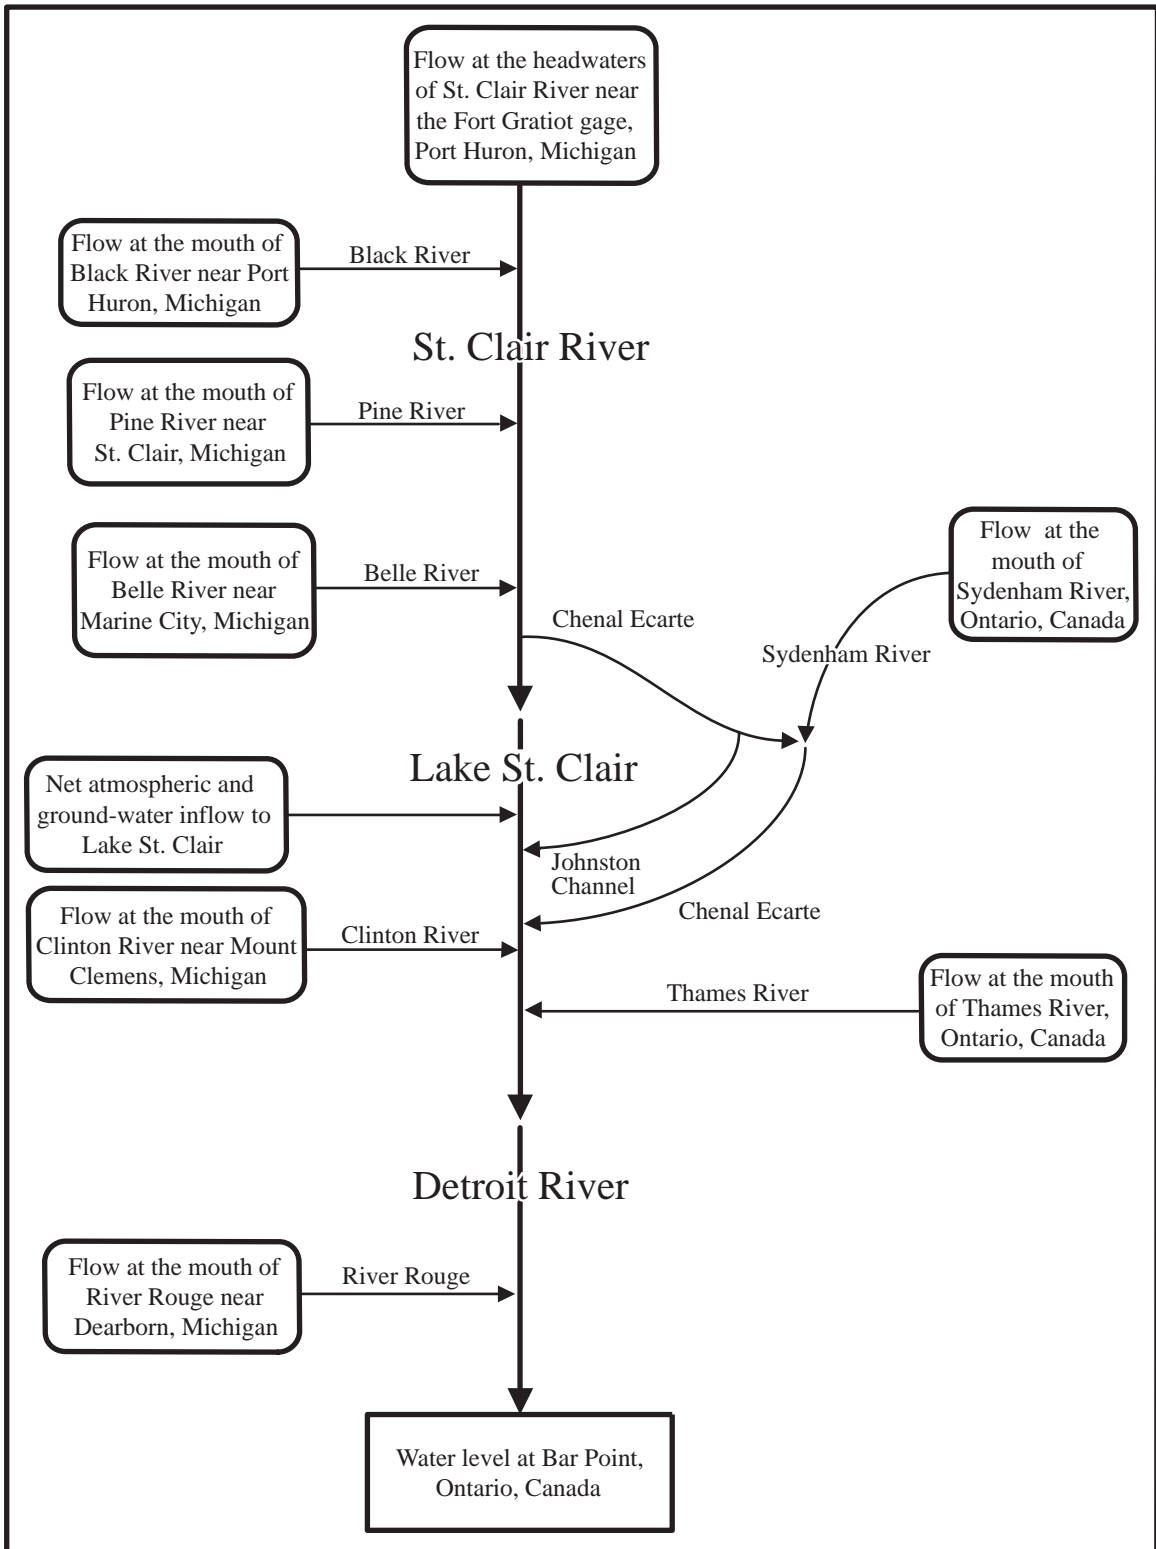 Flow at the headwaters
of St. Clair River near
the Fort Gratiot gage,
Port Huron, Michigan
Flow at the mouth of
Black River near Port
Huron, Michigan
Black River
St. Clair River
Flow at the mouth of
Pine River near
St. Clair, Michigan
Pine River
Flow at the mouth of
Belle River near
Marine City, Michigan
Belle River
Chenal Ecarte
Flow at the
mouth of
Sydenham River,
Ontario, Canada
Sydenham River
Lake St. Clair
Net atmospheric and
ground-water inflow to
Lake St. Clair
Johnston
Channel
Chenal Ecarte
Flow at the mouth of
Clinton River near Mount
Clemens, Michigan
Clinton River
Thames River
Flow at the mouth
of Thames River,
Ontario, Canada
Detroit River
Flow at the mouth of
River Rouge near
Dearborn, Michigan
River Rouge
Water level at Bar Point,
Ontario, Canada